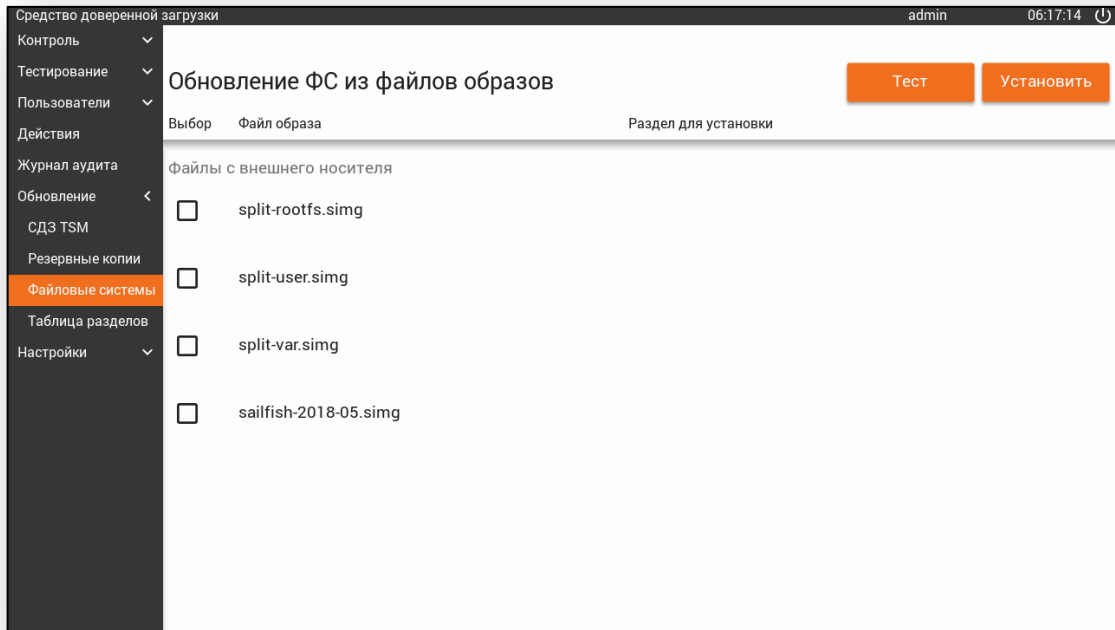 Средство доверенной загрузки admin 06:17:14
Контроль
Тестирование
Пользователи
Действия
Журнал аудита
Обновление
СДЗ TSM
Резервные копии
Файловые системы
Таблица разделов
Настройки
Обновление ФС из файлов образов
Тест Установить
Выбор Файл образа Раздел для установки
Файлы с внешнего носителя
split-rootfs.simg
split-user.simg
split-var.simg
sailfish-2018-05.simg